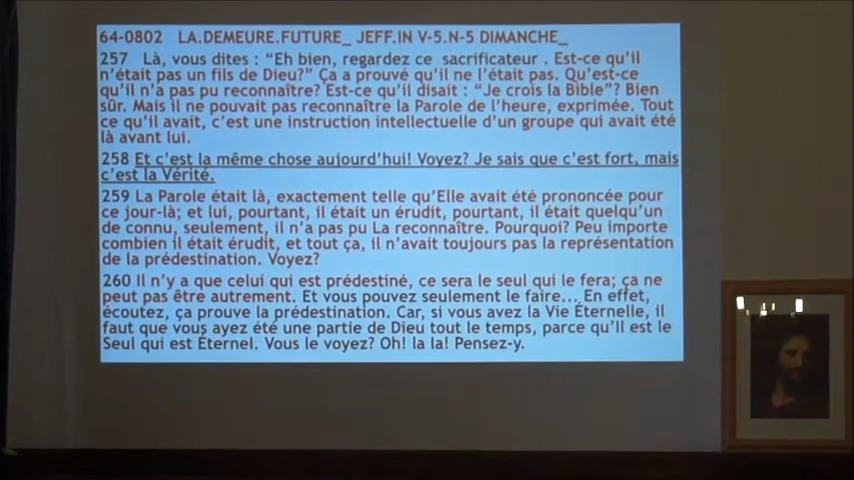 64-0802 LA.DEMEURE.FUTURE_ JEFF.IN V-5.N-5 DIMANCHE_
257 Là, vous dites : "Eh bien, regardez ce sacrificateur . Est-ce qu'il
n'était pas un fils de Dieu?" Ça a prouvé qu'il ne l'était pas. Qu'est-ce
qu'il n'a pas pu reconnaître? Est-ce qu'il disait : "Je crois la Bible"? Bien
sûr. Mais il ne pouvait pas reconnaître la Parole de l'heure, exprimée. Tout
ce qu'il avait, c'est une instruction intellectuelle d'un groupe qui avait été
là avant lui.
258 Et c'est la même chose aujourd'hui! Voyez? Je sais que c'est fort, mais
c'est la Vérité.
259 La Parole était là, exactement telle qu'Elle avait été prononcée pour
ce jour-là; et lui, pourtant, il était un érudit, pourtant, il était quelqu'un
de connu, seulement, il n'a pas pu La reconnaître. Pourquoi? Peu importe
combien il était érudit, et tout ça, il n'avait toujours pas la représentation
de la prédestination. Voyez?
260 Il n'y a que celui qui est prédestiné, ce sera le seul qui le fera; ça ne
peut pas être autrement. Et vous pouvez seulement le faire... En effet,
écoutez, ça prouve la prédestination. Car, si vous avez la Vie Éternelle, il
faut que vous ayez été une partie de Dieu tout le temps, parce qu'Il est le
Seul qui est Éternel. Vous le voyez? Oh! la la! Pensez-y.